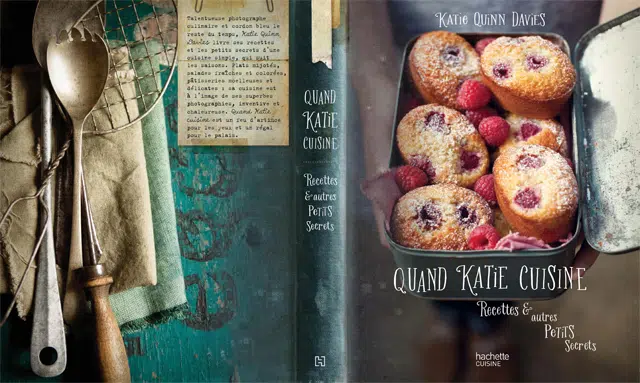 Talentueuse photographe
culinaire et cordon bleu le
reste du temps, Katie Quinn
Davies livre ses recettes
et les petits secrets d'une
cuisine simple, qui suit
les saisons. Plats mijotés,
salades fraîches et colorées,
pâtisseries moelleuses et
délicates : sa cuisine est
à l'image de ses superbes
photographies, inventive et
chaleureuse. Quand Katie
cuisine est un feu d'artifice
pour les yeux et un régal
pour le palais.
QUAND
KATIE
CUISINE
Recettes
& autres
PETITS
Secrets
H
KATIE QUINN DAVIES
QUAND KATIE CUISINE
Recettes &
autres
PETITS
Secrets
hachette
CUISINE